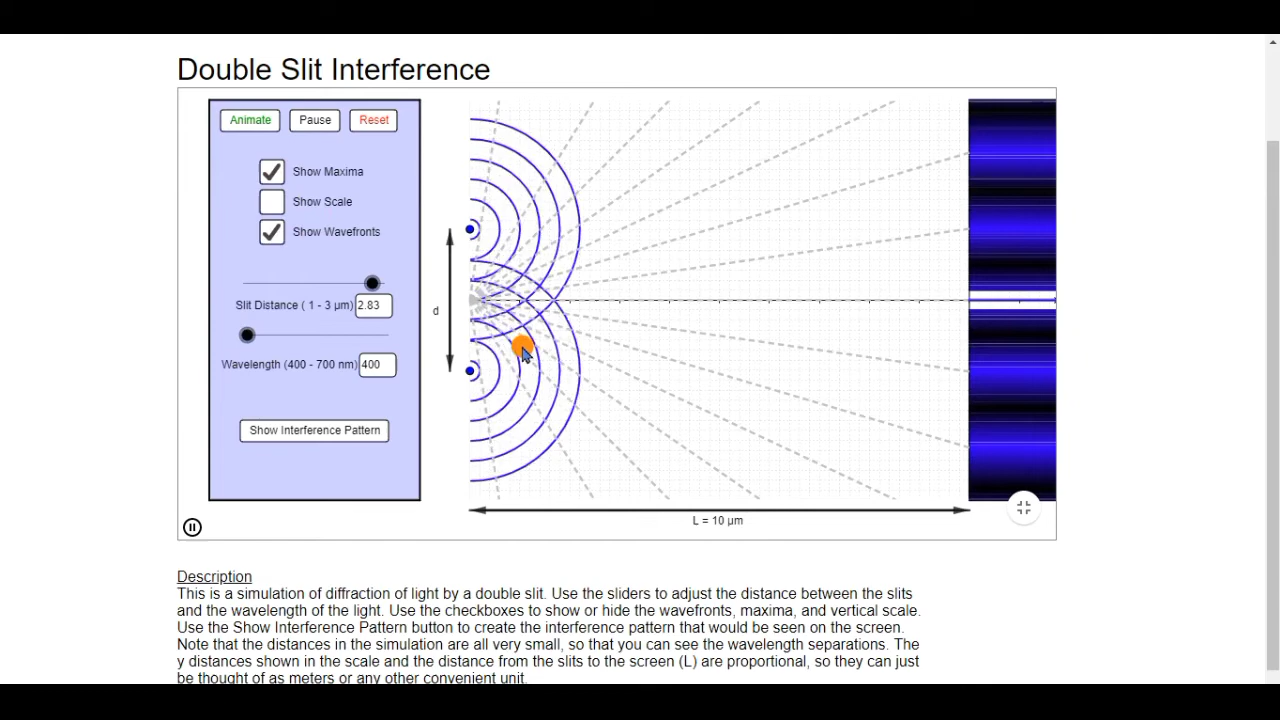 Double Slit Interference
Animate Pause Reset
Show Maxima
Show Scale
Show Wavefronts
Slit Distance ( 1 - 3 µm) 2.83
Wavelength (400 - 700 nm) 400
Show Interference Pattern
d
L = 10 µm
Description
This is a simulation of diffraction of light by a double slit. Use the sliders to adjust the distance between the slits
and the wavelength of the light. Use the checkboxes to show or hide the wavefronts, maxima, and vertical scale.
Use the Show Interference Pattern button to create the interference pattern that would be seen on the screen.
Note that the distances in the simulation are all very small, so that you can see the wavelength separations. The
y distances shown in the scale and the distance from the slits to the screen (L) are proportional, so they can just
be thought of as meters or any other convenient unit.